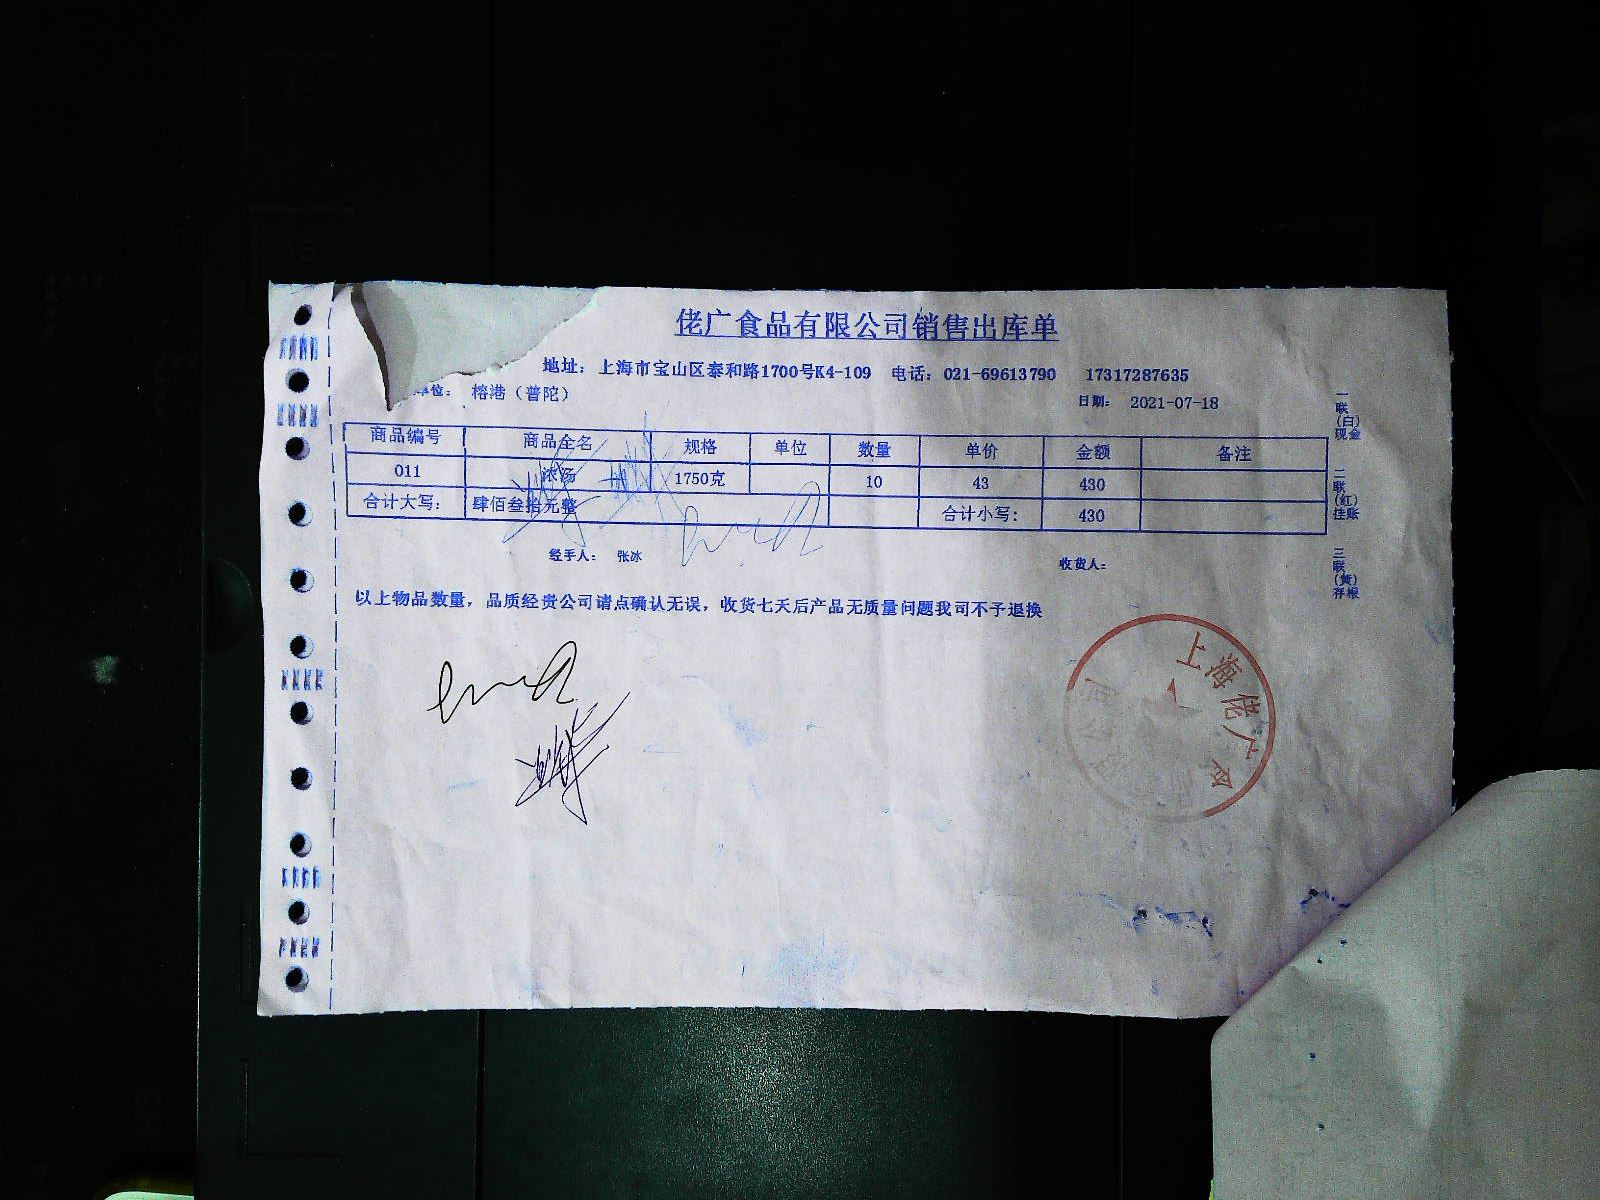 佬广食品有限公司销售出库单
地址：上海市宝山区泰和路1700号K4-109 电话：021-69613790 17317287635
单位：榕港（普陀） 日期：2021-07-18
商品编号 商品全名 规格 单位 数量 单价 金额 备注
011 浓汤 1750克 10 43 430
合计大写：肆佰叁拾元整 合计小写：430
经手人：张冰 收货人：
以上物品数量，品质经贵公司请点确认无误，收货七天后产品无质量问题我司不予退换
一联(白)现金
二联(红)挂账
三联(黄)存根
上海佬广